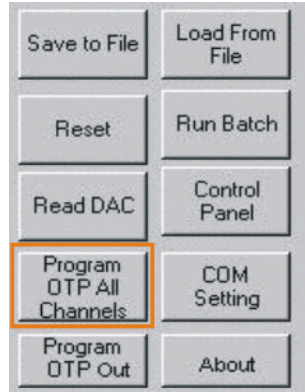 Save to File
Load From
File
Reset
Run Batch
Read DAC
Control
Panel
Program
OTP All
Channels
COM
Setting
Program
OTP Out
About